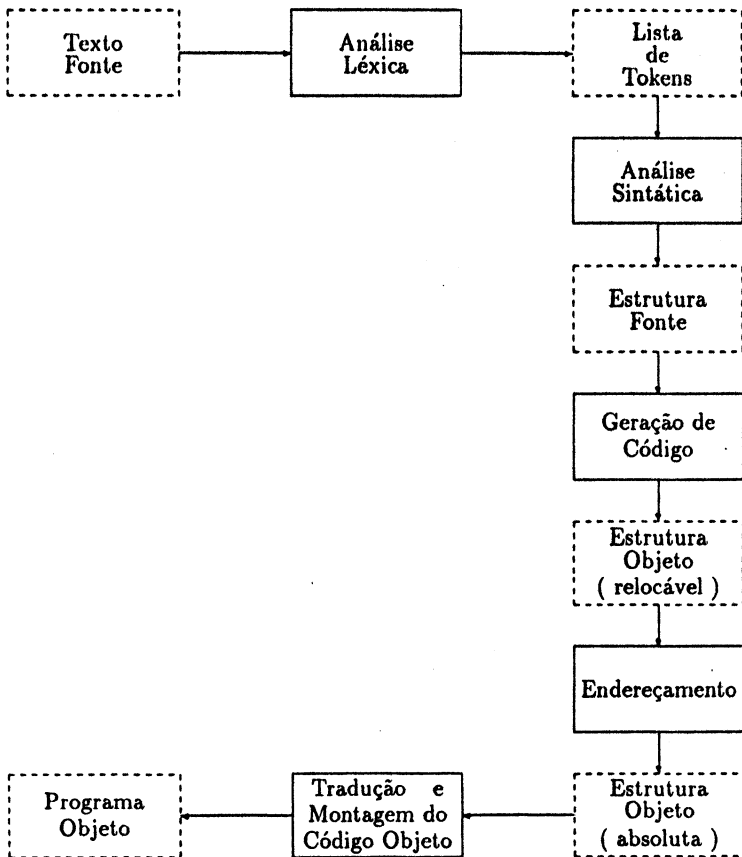 Texto
Fonte
Análise
Léxica
Lista
de
Tokens
Análise
Sintática
Estrutura
Fonte
Geração de
Código
Estrutura
Objeto
( relocável )
Endereçamento
Estrutura
Objeto
( absoluta )
Tradução e
Montagem do
Código Objeto
Programa
Objeto